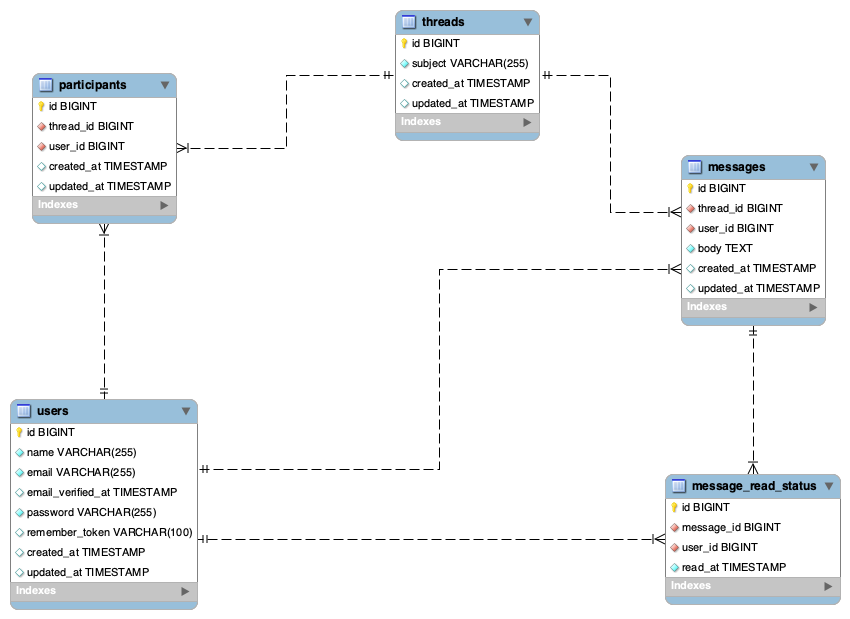 threads
id BIGINT
subject VARCHAR(255)
created_at TIMESTAMP
updated_at TIMESTAMP
Indexes
participants
id BIGINT
thread_id BIGINT
user_id BIGINT
created_at TIMESTAMP
updated_at TIMESTAMP
Indexes
messages
id BIGINT
thread_id BIGINT
user_id BIGINT
body TEXT
created_at TIMESTAMP
updated_at TIMESTAMP
Indexes
users
id BIGINT
name VARCHAR(255)
email VARCHAR(255)
email_verified_at TIMESTAMP
password VARCHAR(255)
remember_token VARCHAR(100)
created_at TIMESTAMP
updated_at TIMESTAMP
Indexes
message_read_status
id BIGINT
message_id BIGINT
user_id BIGINT
read_at TIMESTAMP
Indexes